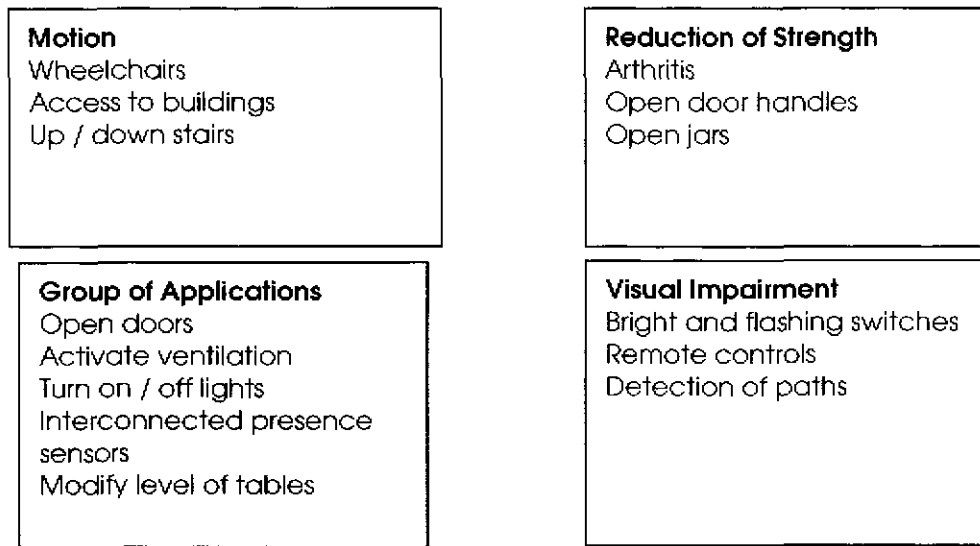 Motion
Wheelchairs
Access to buildings
Up / down stairs
Reduction of Strength
Arthritis
Open door handles
Open jars
Group of Applications
Open doors
Activate ventilation
Turn on / off lights
Interconnected presence
sensors
Modify level of tables
Visual Impairment
Bright and flashing switches
Remote controls
Detection of paths